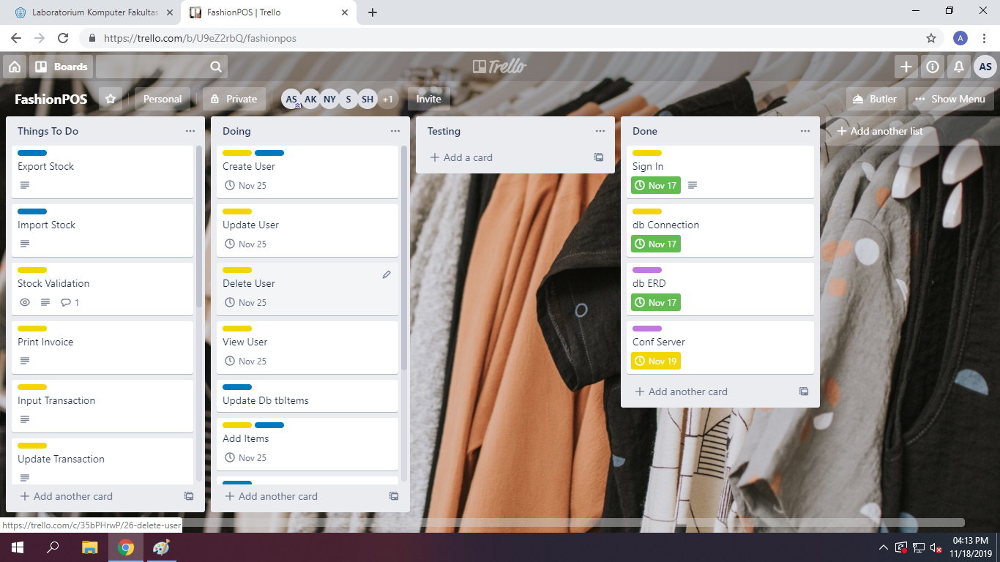 Laboratorium Komputer Fakultas
FashionPOS | Trello
https://trello.com/b/U9eZ2rbQ/fashionpos
A
Boards
Trello
AS
FashionPOS
Personal
Private
AS AK NY S SH +1
Invite
Butler
Show Menu
Things To Do
Export Stock
Import Stock
Stock Validation
1
Print Invoice
Input Transaction
Update Transaction
Add another card
Doing
Create User
Nov 25
Update User
Nov 25
Delete User
Nov 25
View User
Nov 25
Update Db tbItems
Add Items
Nov 25
Add another card
Testing
Add a card
Done
Sign In
Nov 17
db Connection
Nov 17
db ERD
Nov 17
Conf Server
Nov 19
Add another card
Add another list
https://trello.com/c/35bPHrwP/26-delete-user
04:13 PM
11/18/2019